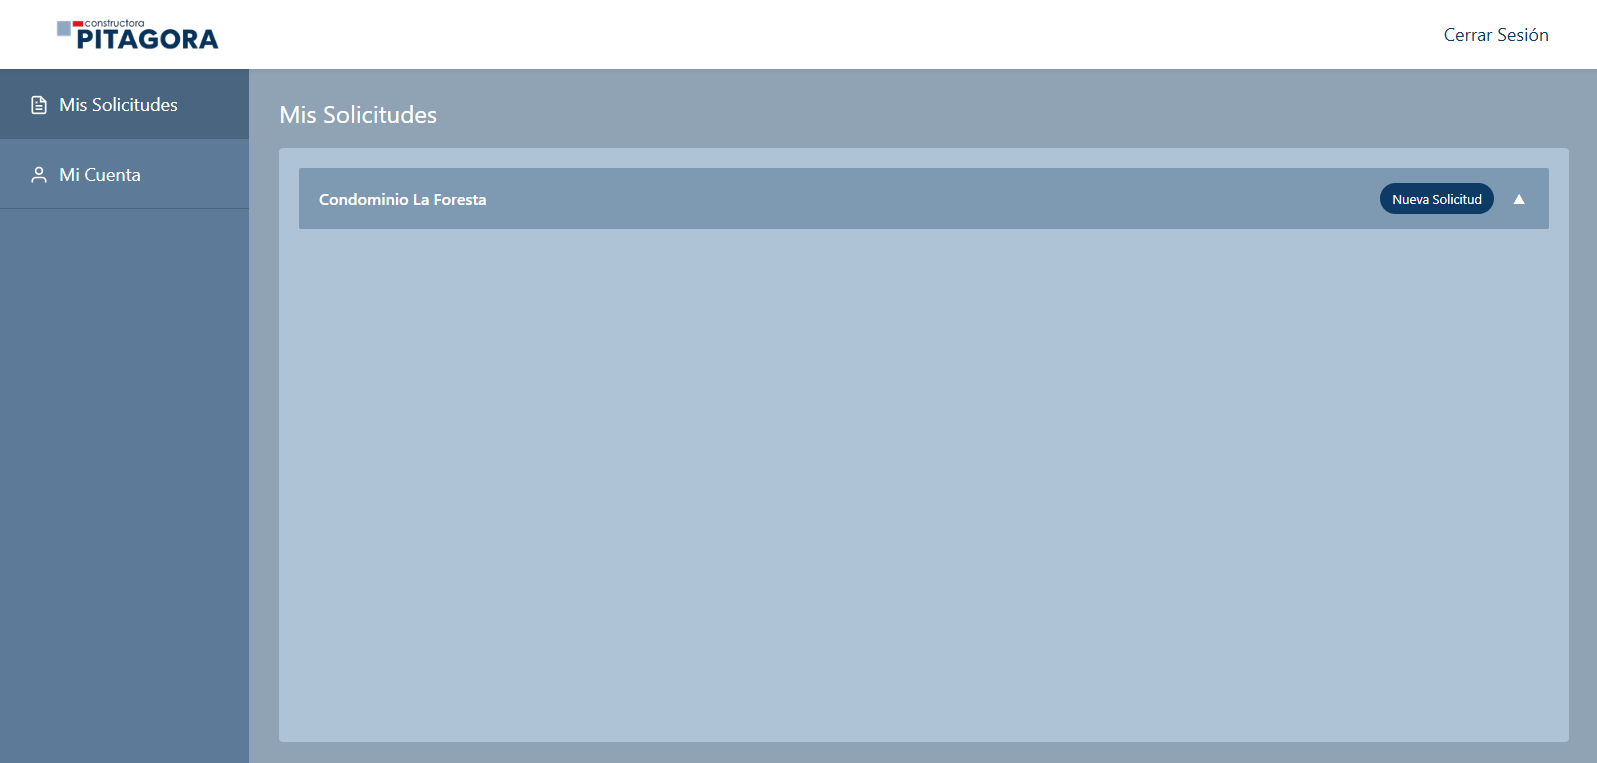 constructora
PITAGORA
Cerrar Sesión
Mis Solicitudes
Mi Cuenta
Mis Solicitudes
Condominio La Foresta
Nueva Solicitud